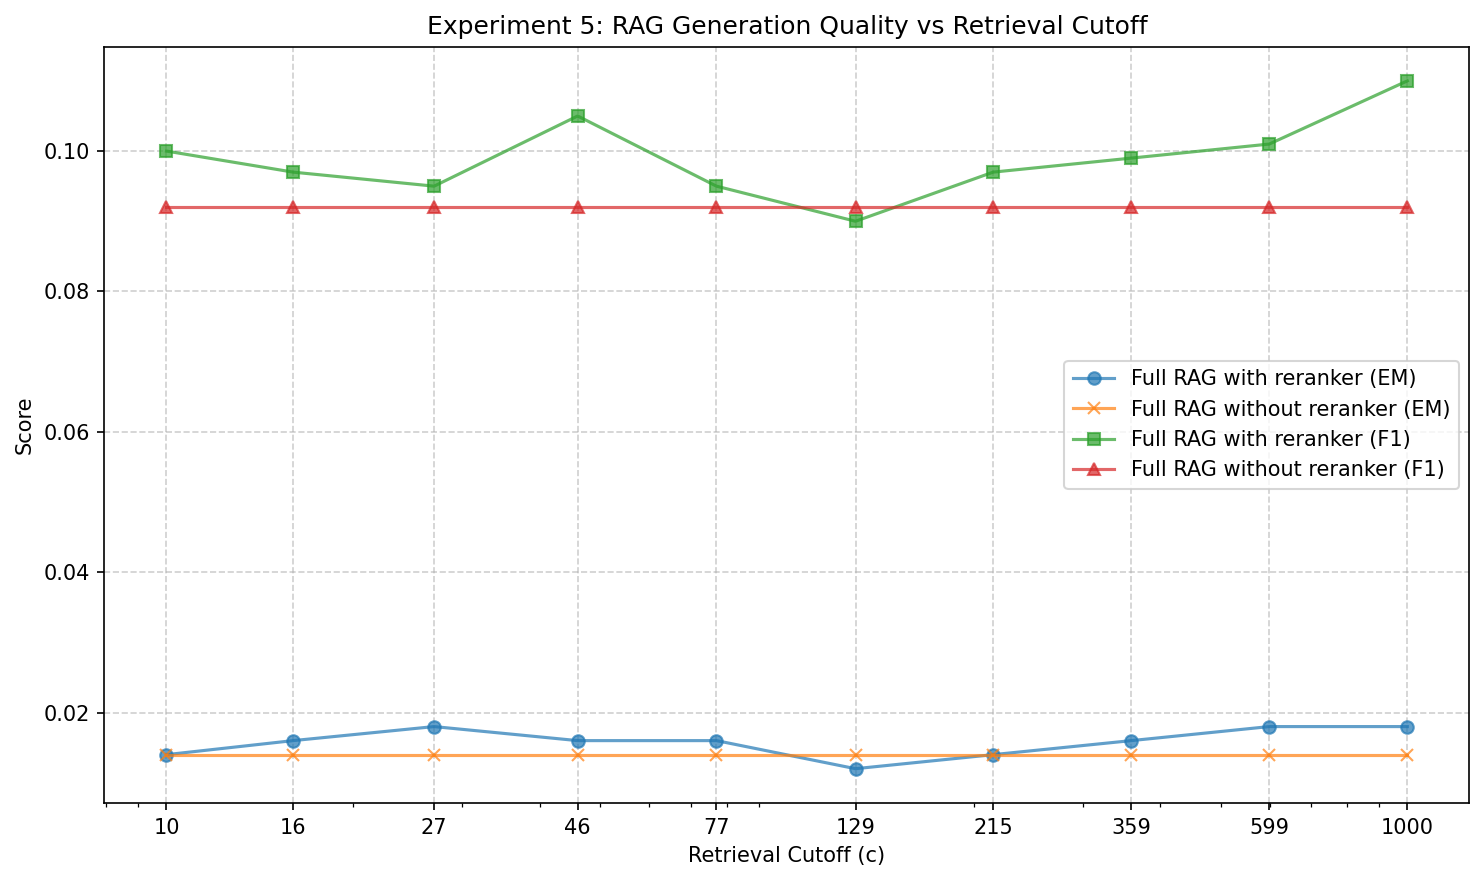 Experiment 5: RAG Generation Quality vs Retrieval Cutoff
Score
0.10
0.08
0.06
0.04
0.02
Full RAG with reranker (EM)
Full RAG without reranker (EM)
Full RAG with reranker (F1)
Full RAG without reranker (F1)
10 16 27 46 77 129 215 359 599 1000
Retrieval Cutoff (c)